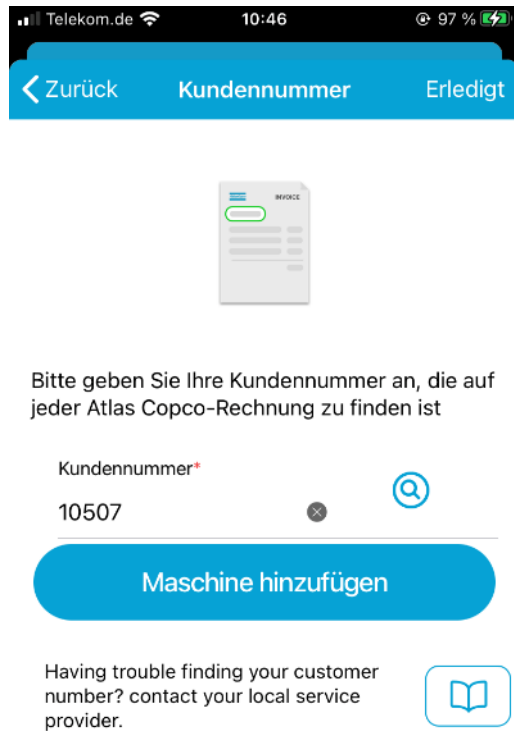 Telekom.de 10:46 97 %
Zurück Kundennummer Erledigt
INVOICE
Bitte geben Sie Ihre Kundennummer an, die auf
jeder Atlas Copco-Rechnung zu finden ist
Kundennummer*
10507
Maschine hinzufügen
Having trouble finding your customer
number? contact your local service
provider.